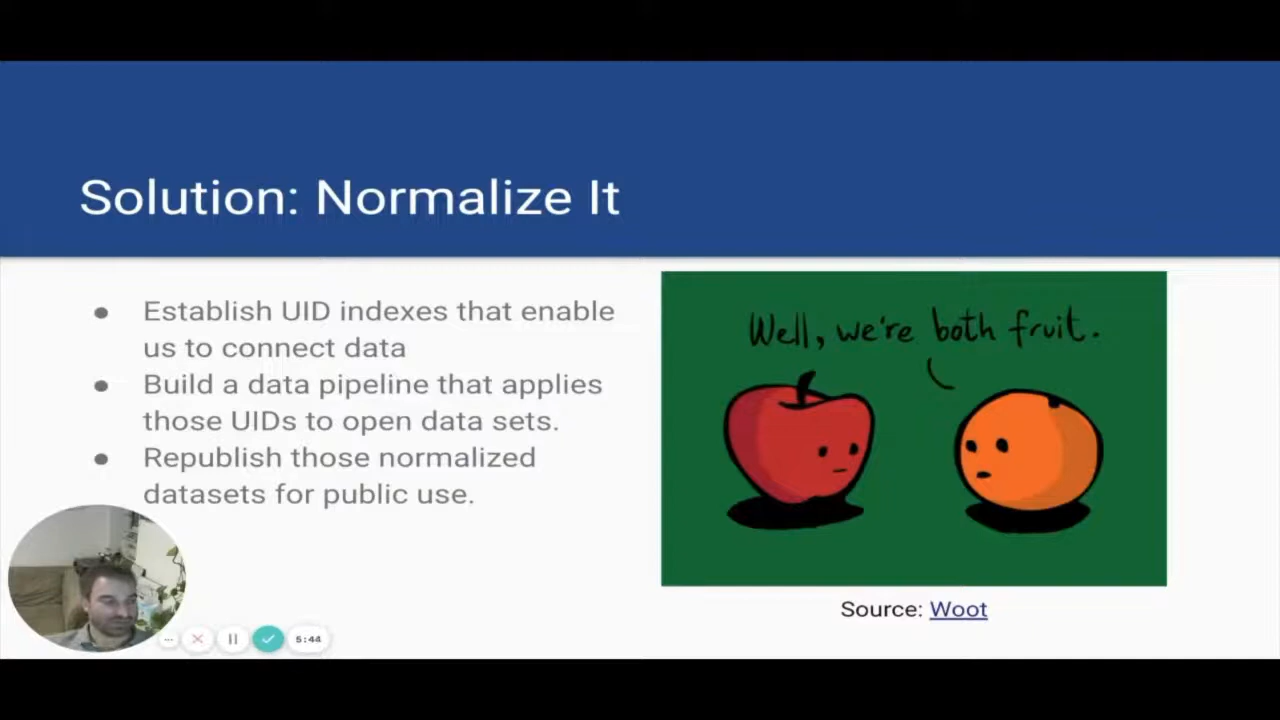 Solution: Normalize It
● Establish UID indexes that enable
us to connect data
● Build a data pipeline that applies
those UIDs to open data sets.
● Republish those normalized
datasets for public use.
Well, we're both fruit.
Source: Woot
5:44